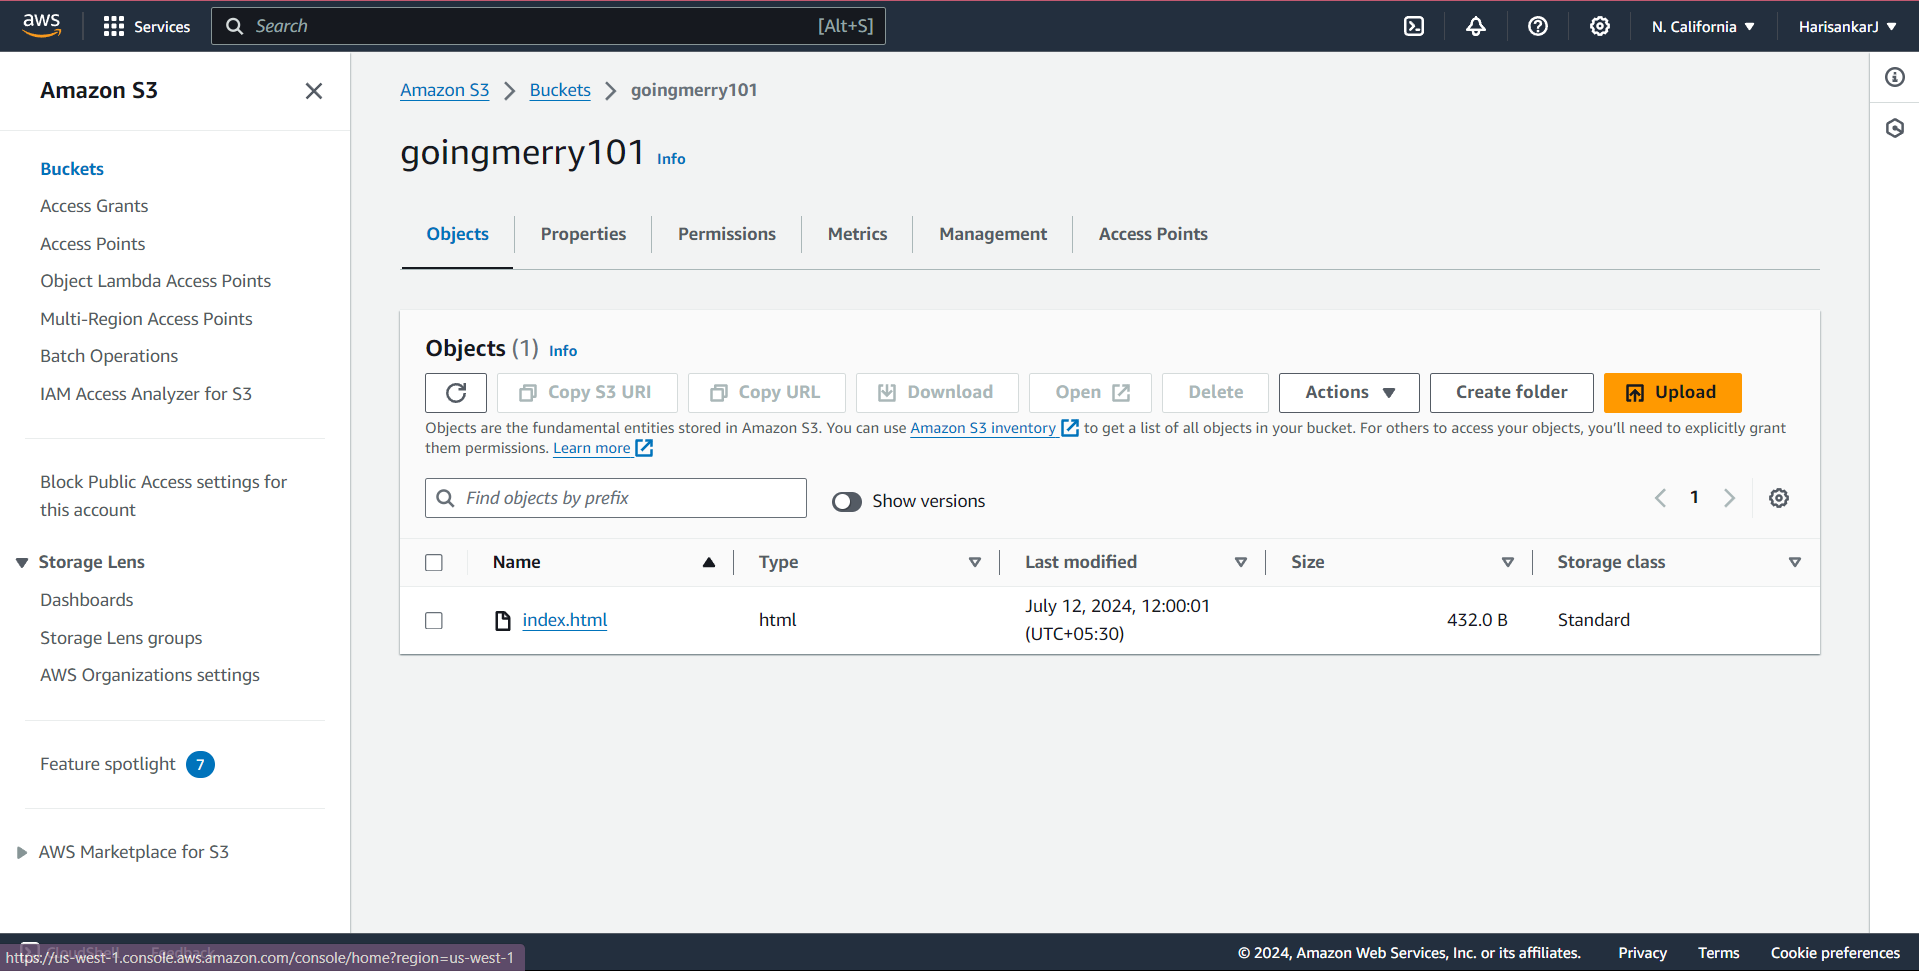 aws
Services
Search [Alt+S]
N. California
HarisankarJ
Amazon S3
Buckets
Access Grants
Access Points
Object Lambda Access Points
Multi-Region Access Points
Batch Operations
IAM Access Analyzer for S3
Block Public Access settings for
this account
Storage Lens
Dashboards
Storage Lens groups
AWS Organizations settings
Feature spotlight 7
AWS Marketplace for S3
Amazon S3 Buckets goingmerry101
goingmerry101 Info
Objects Properties Permissions Metrics Management Access Points
Objects (1) Info
Copy S3 URI Copy URL Download Open Delete Actions Create folder Upload
Objects are the fundamental entities stored in Amazon S3. You can use Amazon S3 inventory to get a list of all objects in your bucket. For others to access your objects, you’ll need to explicitly grant
them permissions. Learn more
Find objects by prefix Show versions 1
Name Type Last modified Size Storage class
index.html html July 12, 2024, 12:00:01 432.0 B Standard
(UTC+05:30)
CloudShell Feedback
https://us-west-1.console.aws.amazon.com/console/home?region=us-west-1
© 2024, Amazon Web Services, Inc. or its affiliates. Privacy Terms Cookie preferences